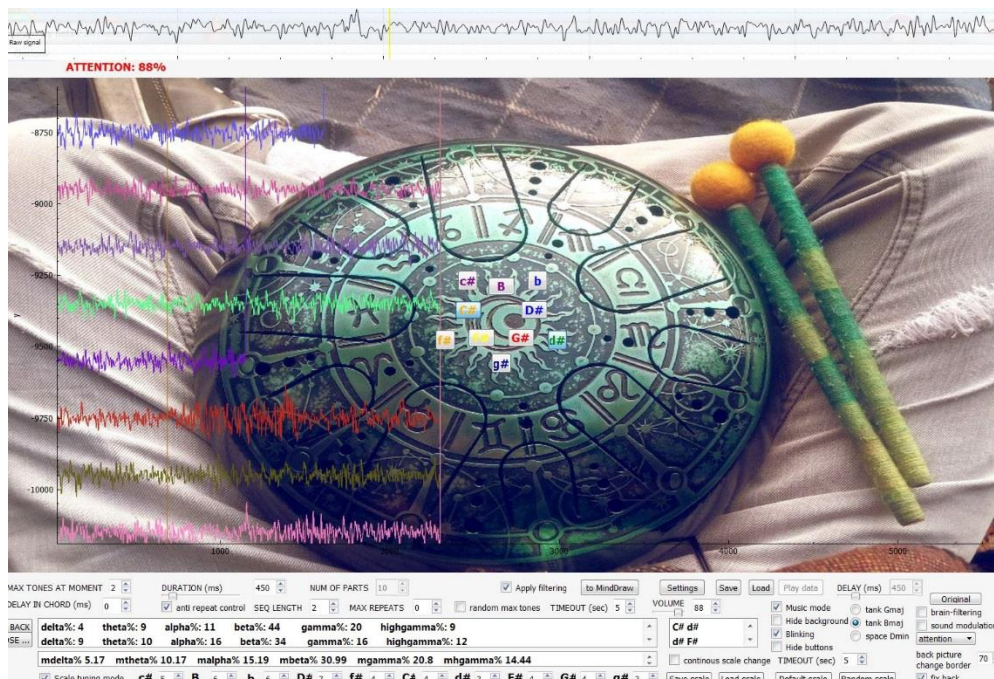 Raw signal
ATTENTION: 88%
-8750
-9000
-9250
-9500
-9750
-10000
y
1000
3000
4000
5000
c# B b
C# D#
f# F# G# d#
g#
MAX TONES AT MOMENT 2 DURATION (ms) 450 NUM OF PARTS 10 Apply filtering to MindDraw Settings Save Load Play data DELAY (ms) 450
DELAY IN CHORD (ms) 0 anti repeat control SEQ LENGTH 2 MAX REPEATS 0 random max tones TIMEOUT (sec) 5 VOLUME 88 Music mode tank Gmaj Original
BACK delta% 4 theta%: 9 alpha%: 11 beta%: 44 gamma%: 20 highgamma%: 9 C# d# Hide background tank Bmaj brain-filtering
OSE ... delta%: 9 theta%: 10 alpha%: 16 beta%: 34 gamma%: 16 highgamma%: 12 d# F# Blinking space Dmin sound modulation
Hide buttons attention
mdelta% 5.17 mtheta% 10.17 malpha% 15.19 mbeta% 30.99 mgamma% 20.8 mhgamma% 14.44 continous scale change TIMEOUT (sec) 5 back picture change border 70
Scale tuning mode c# 5 B b D# f# C# d# F# G# g# Save scale Load scale Default scale Random scale fix back